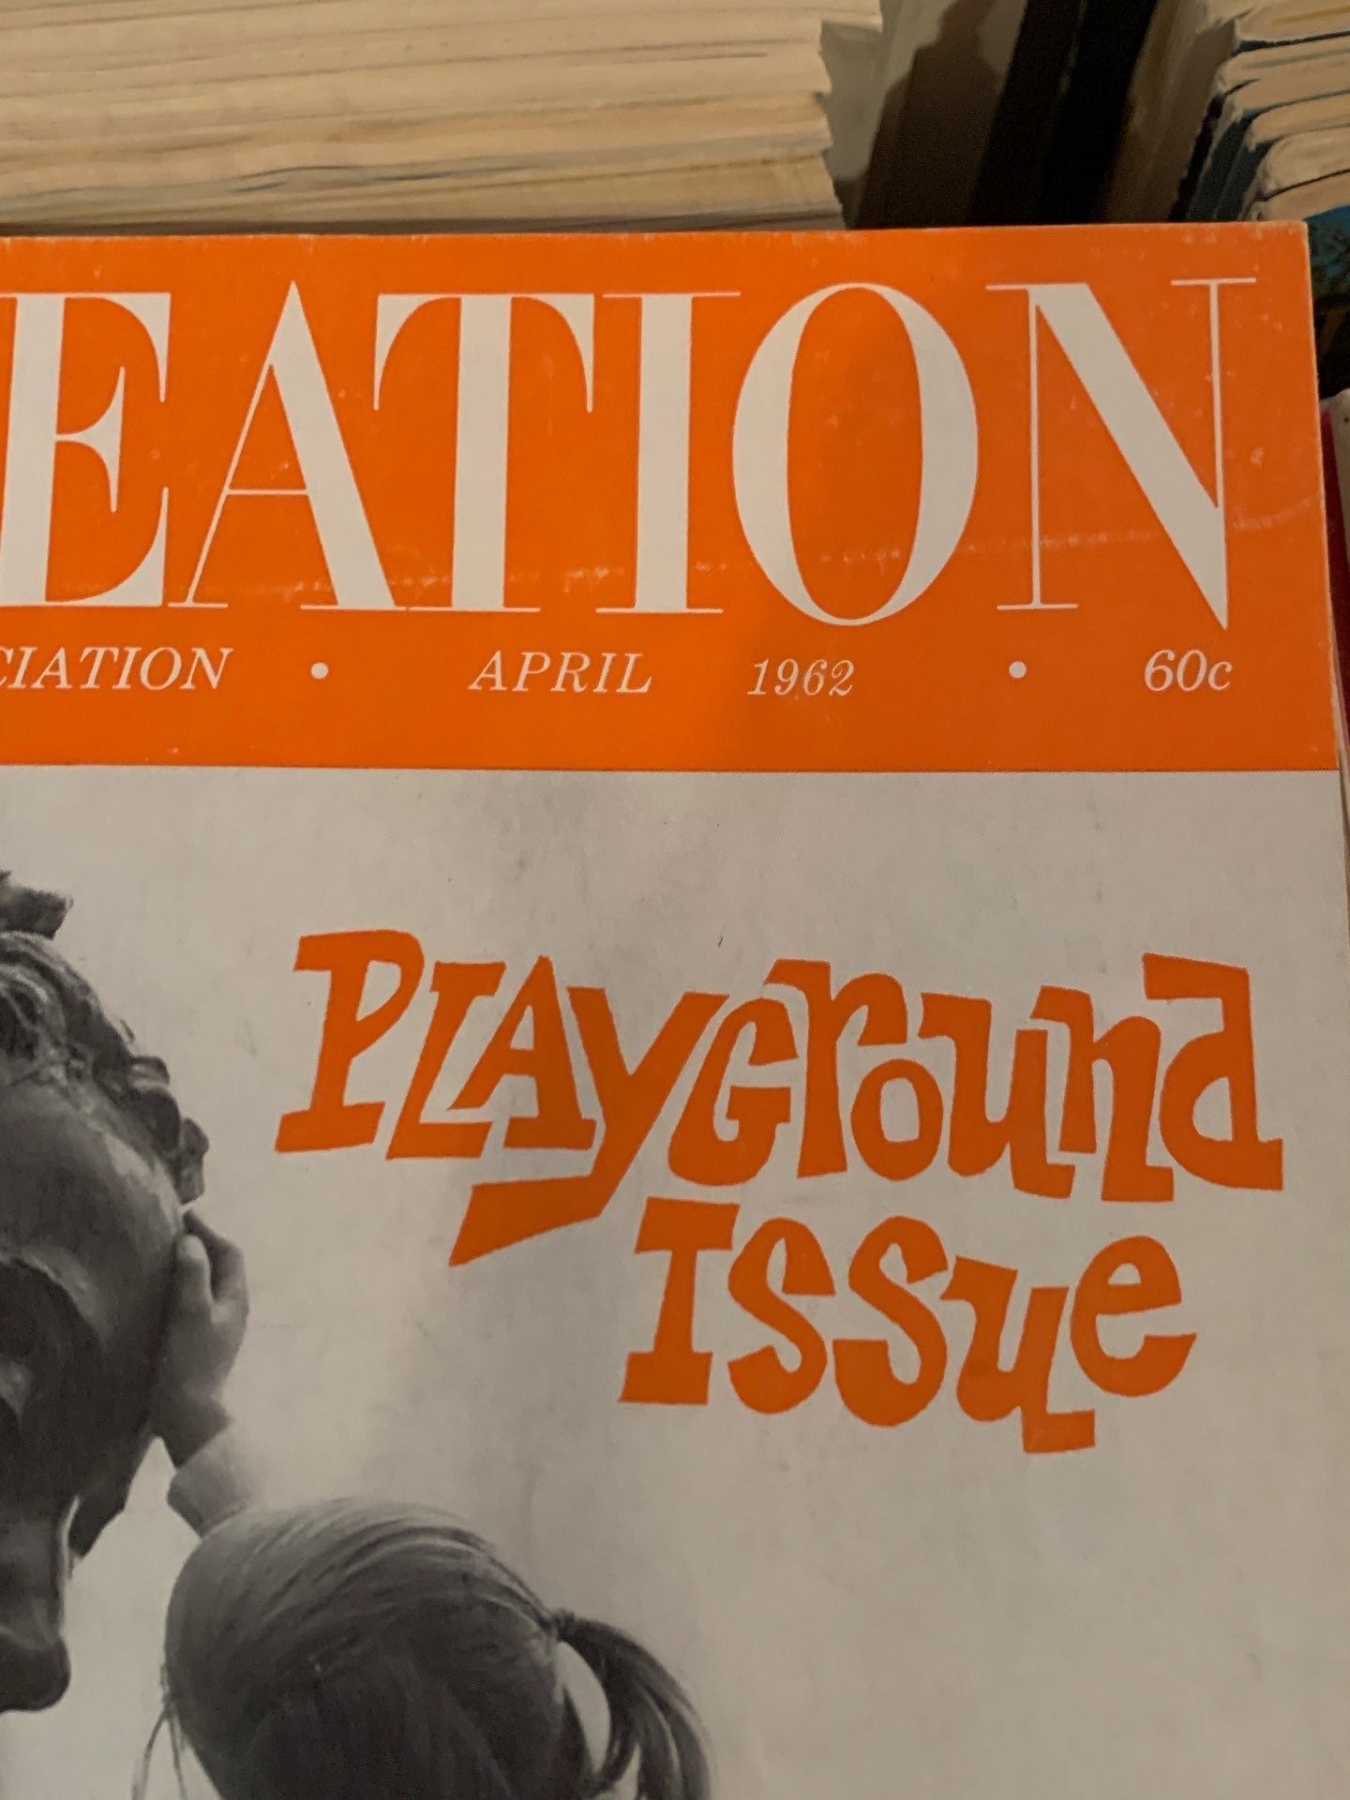 EATION
CIATION • APRIL 1962 • 60c
PLAyGround
Issue